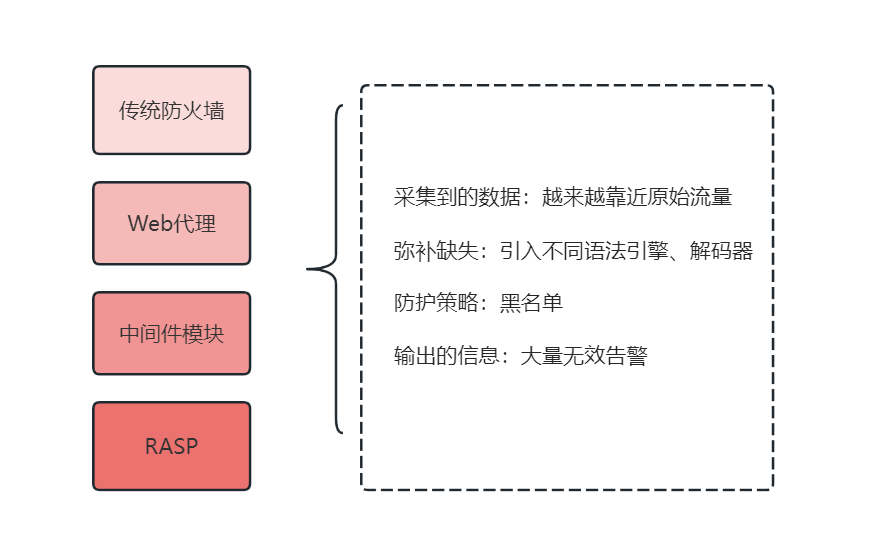 传统防火墙
Web代理
中间件模块
RASP
采集到的数据：越来越靠近原始流量
弥补缺失：引入不同语法引擎、解码器
防护策略：黑名单
输出的信息：大量无效告警